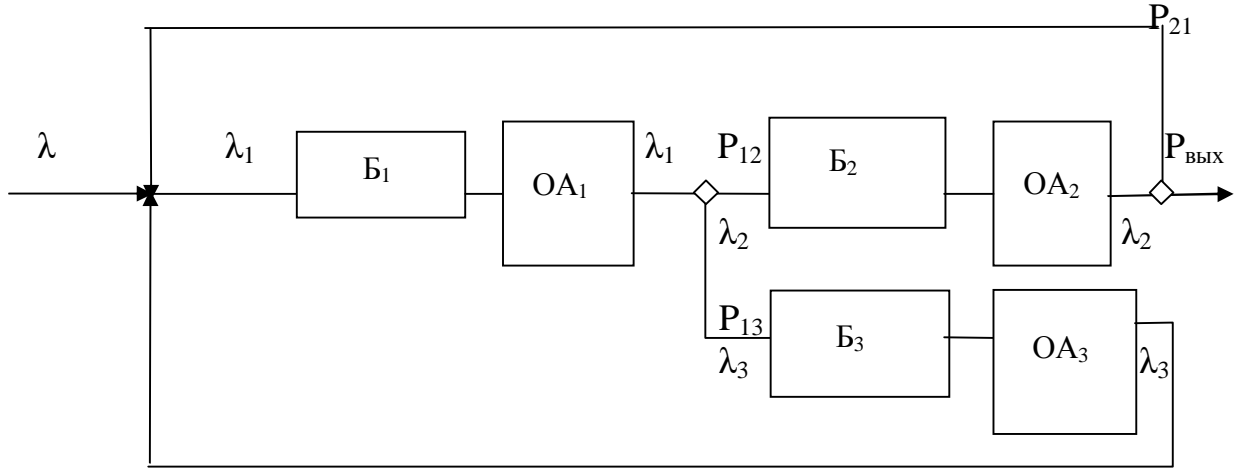 P₂₁
λ λ₁ Б₁ ОА₁ λ₁ P₁₂ Б₂ ОА₂ Pвых
λ₂ λ₂
P₁₃ Б₃ ОА₃
λ₃ λ₃